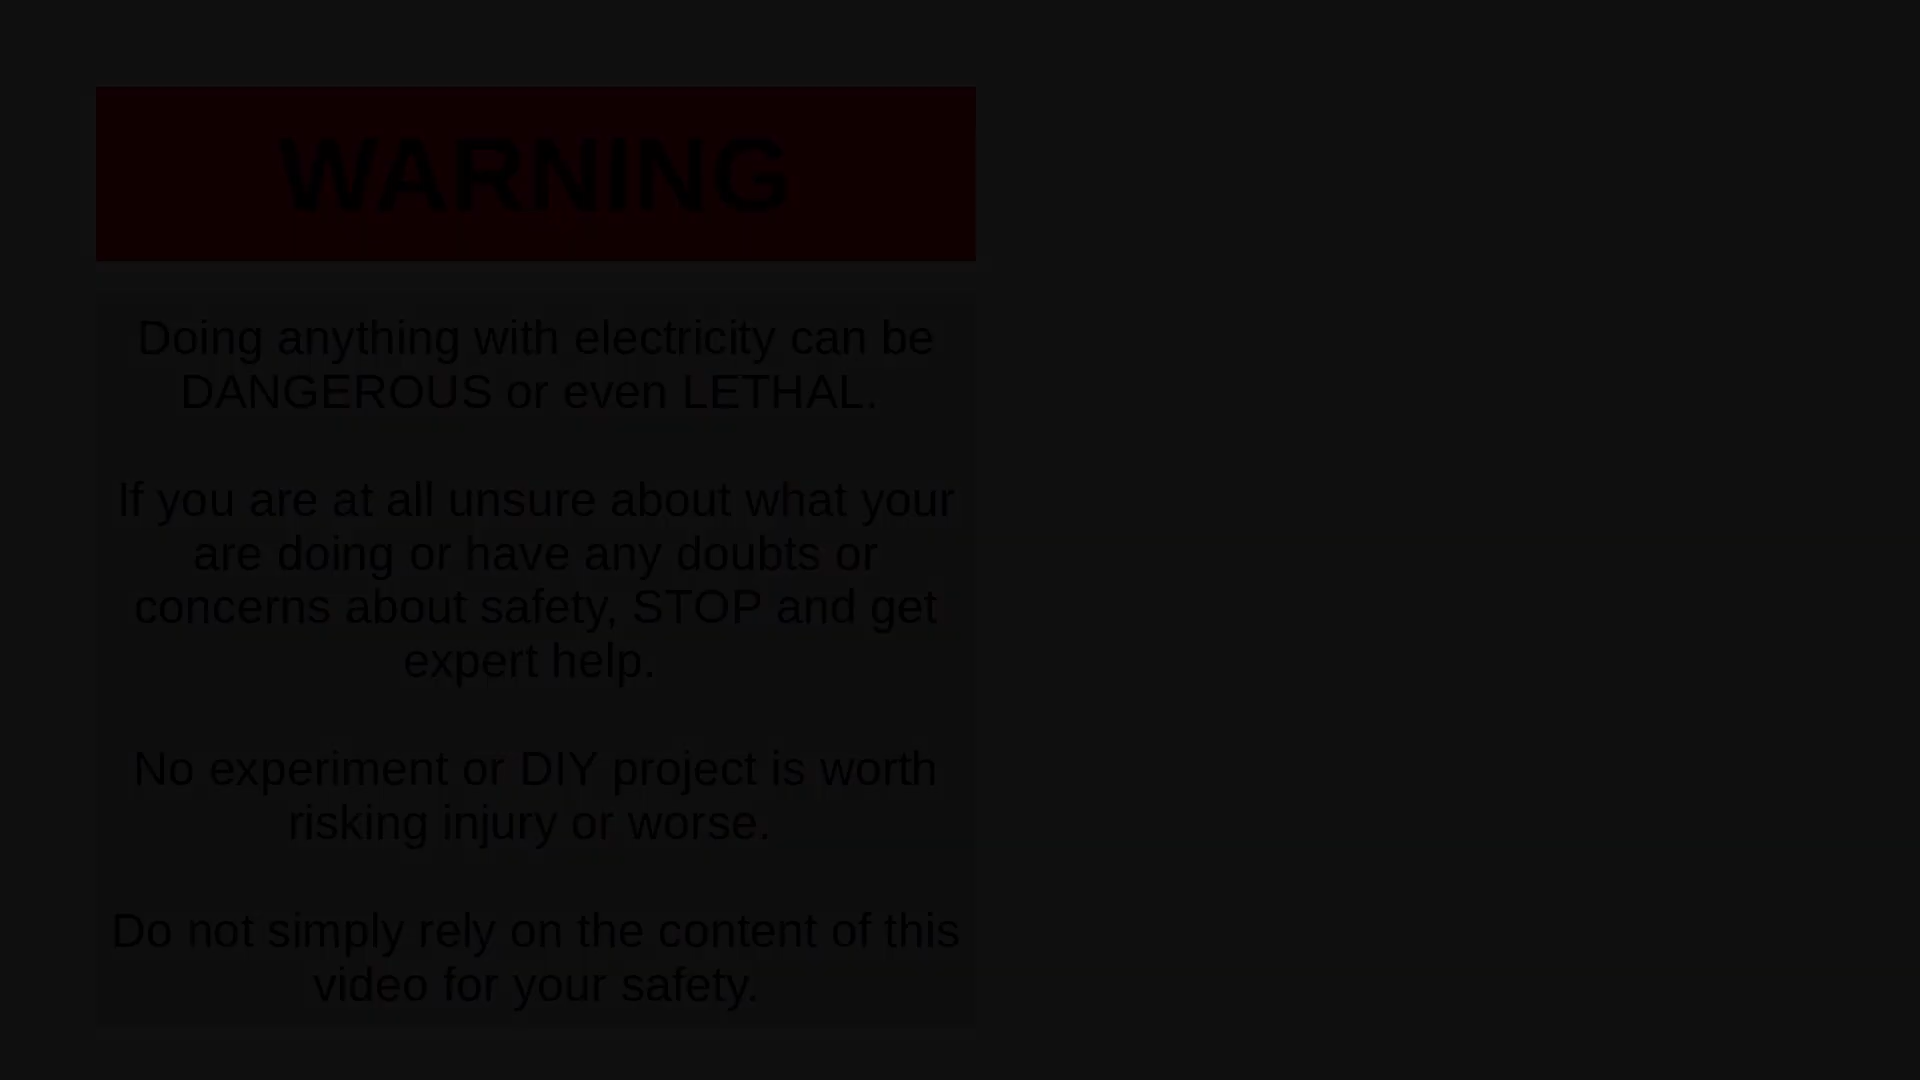 WARNING
Doing anything with electricity can be
DANGEROUS or even LETHAL.
If you are at all unsure about what your
are doing or have any doubts or
concerns about safety, STOP and get
expert help.
No experiment or DIY project is worth
risking injury or worse.
Do not simply rely on the content of this
video for your safety.